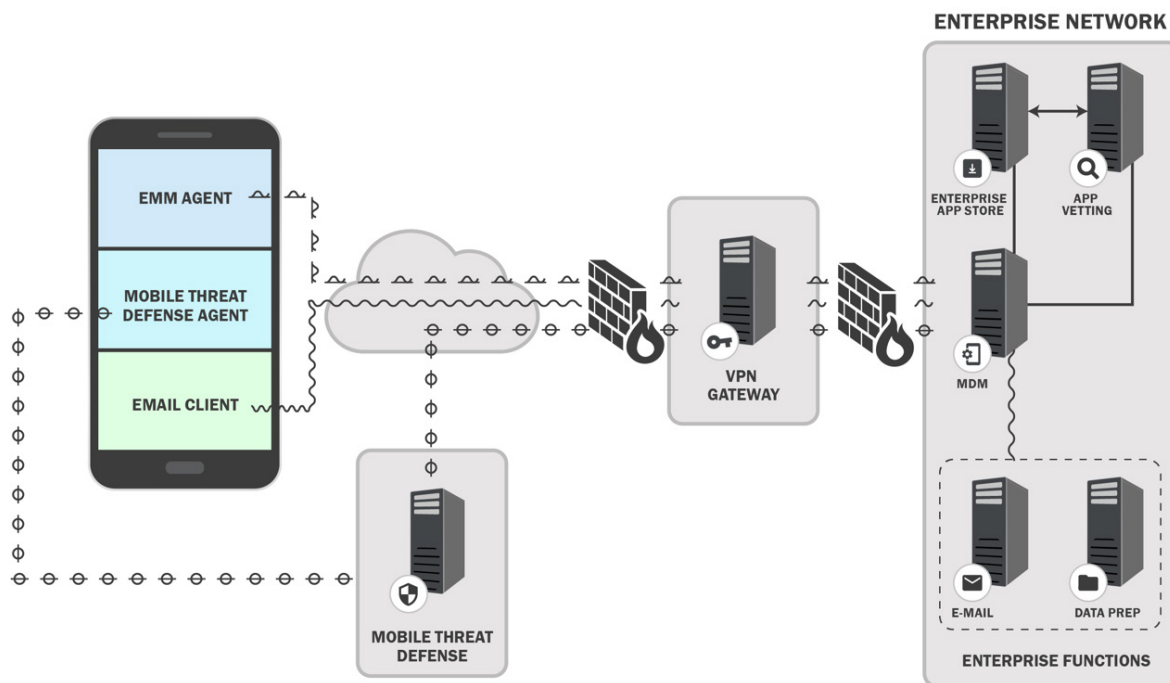 ENTERPRISE NETWORK
EMM AGENT
MOBILE THREAT
DEFENSE AGENT
EMAIL CLIENT
VPN
GATEWAY
MOBILE THREAT
DEFENSE
ENTERPRISE
APP STORE
APP
VETTING
MDM
E-MAIL
DATA PREP
ENTERPRISE FUNCTIONS